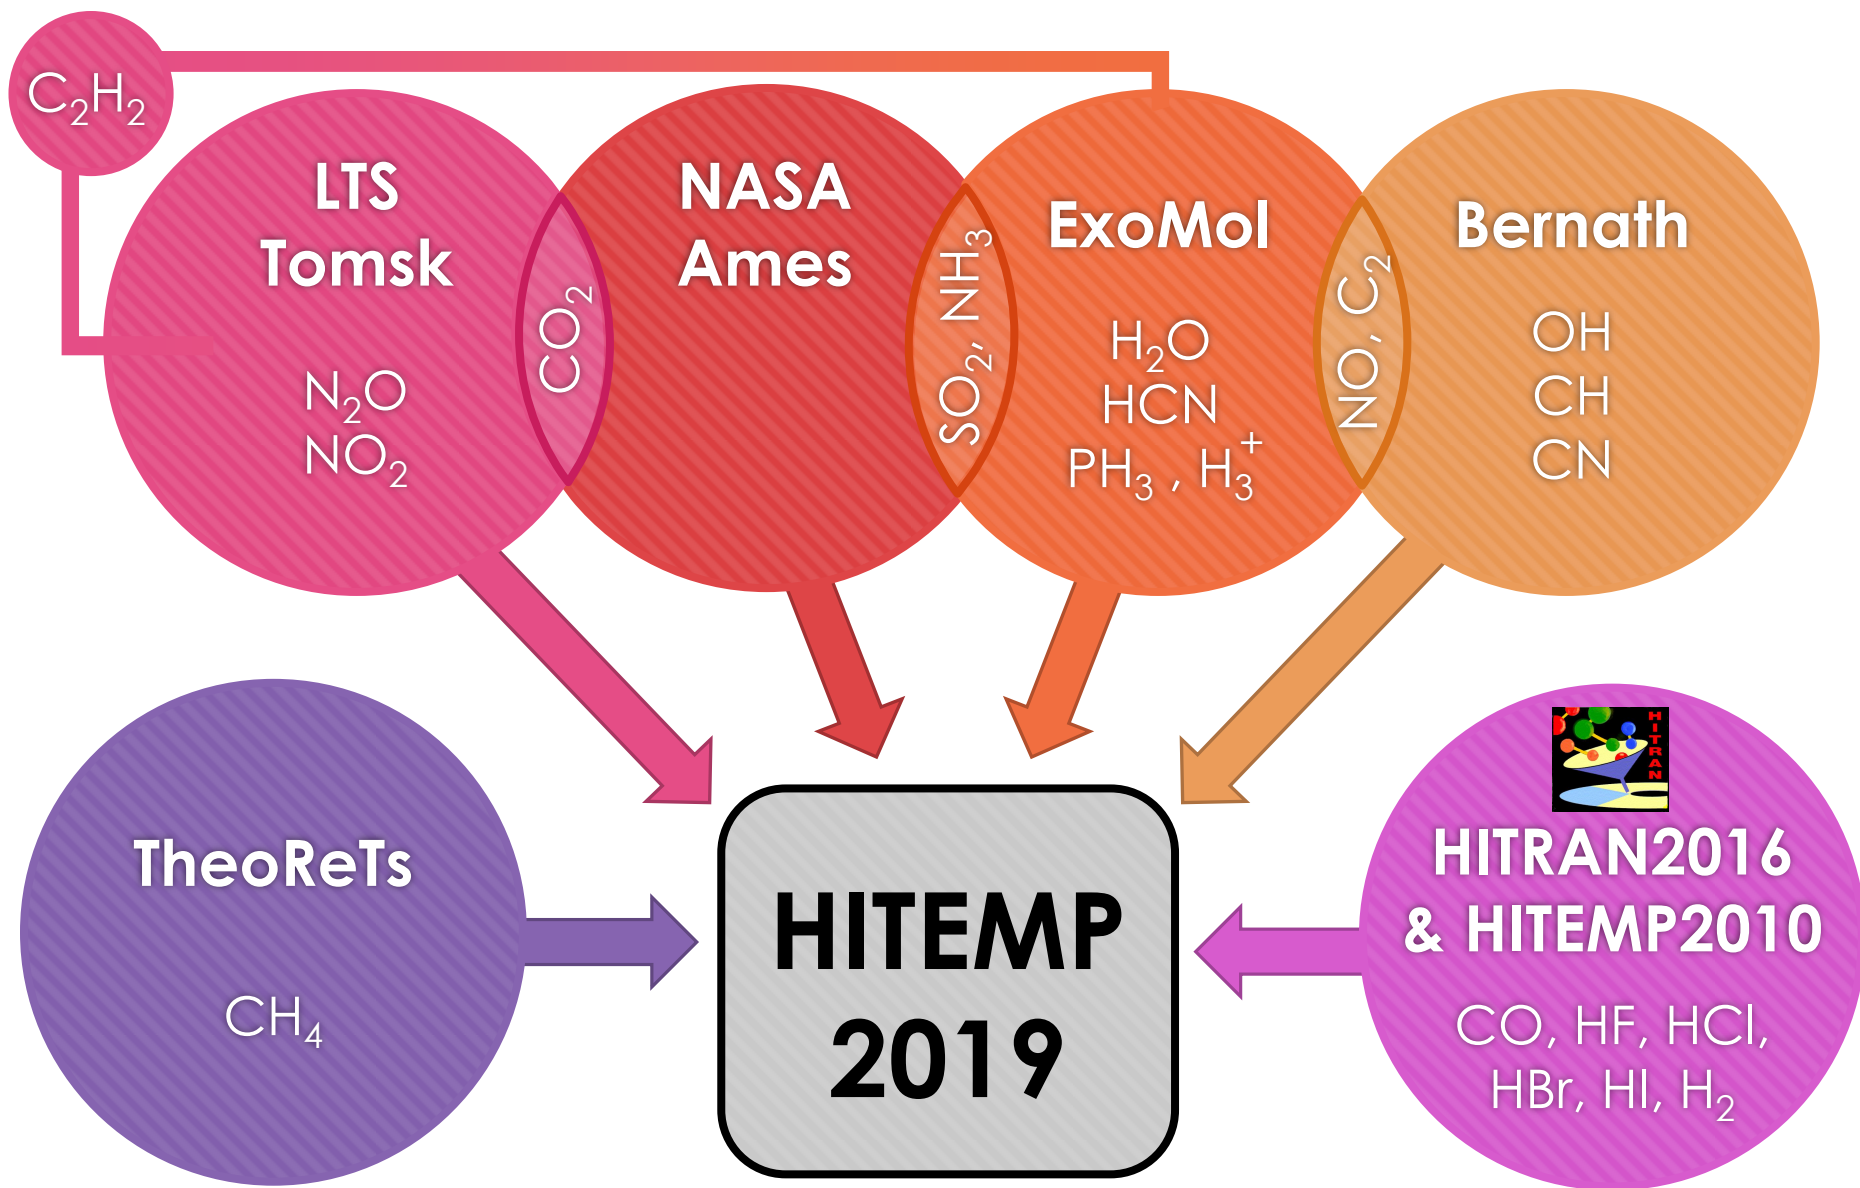 C₂H₂
LTS
Tomsk
N₂O
NO₂
CO₂
NASA
Ames
SO₂, NH₃
ExoMol
H₂O
HCN
PH₃ , H₃⁺
NO, C₂
Bernath
OH
CH
CN
TheoReTs
CH₄
HITEMP
2019
HITRAN
HITRAN2016
& HITEMP2010
CO, HF, HCl,
HBr, HI, H₂